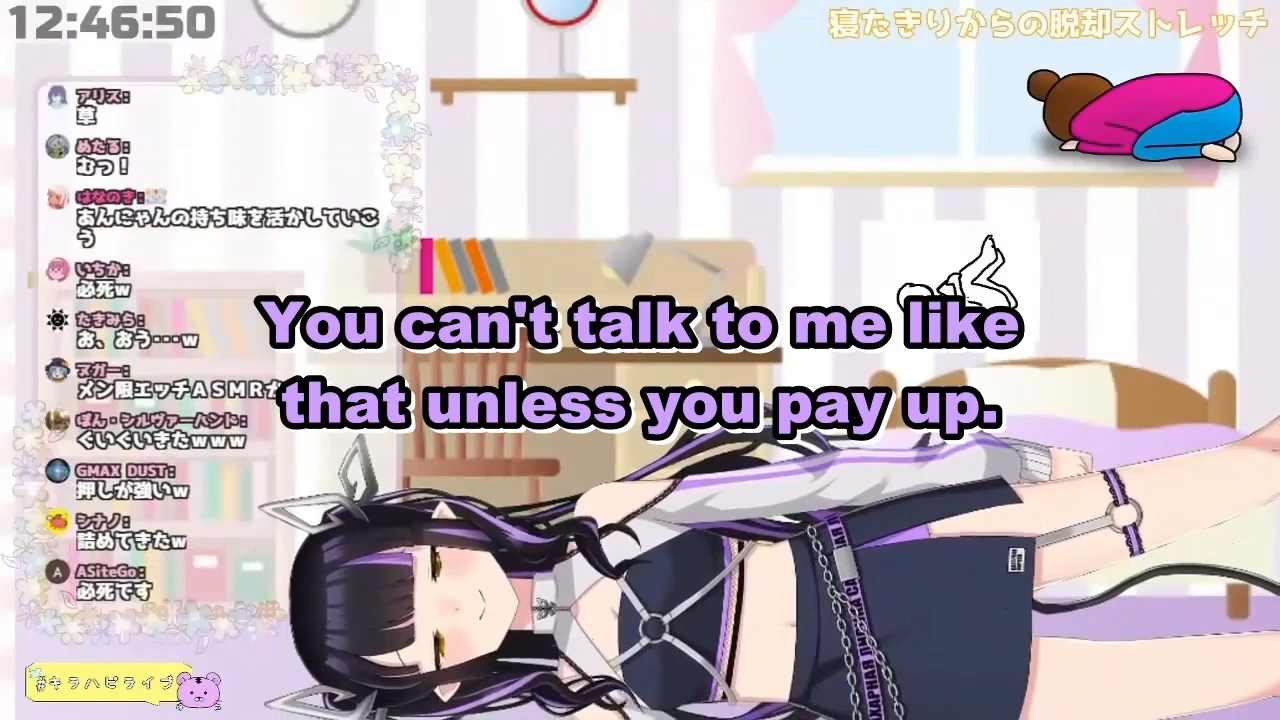 12:46:50
寝たきりからの脱却ストレッチ
アリス:
草
めたる:
むっ！
はなのき:
あんにゃんの持ち味を活かしていこ
う
いちか:
必死w
たきみち:
お、おう･･･w
ヌガー:
メン限エッチASMRか
ぽん・シルヴァーハンド:
ぐいぐいきたwww
GMAX DUST:
押しが強いw
シナノ:
詰めてきたw
A
ASiteGo:
必死です
You can't talk to me like
that unless you pay up.
#キラハピライブ